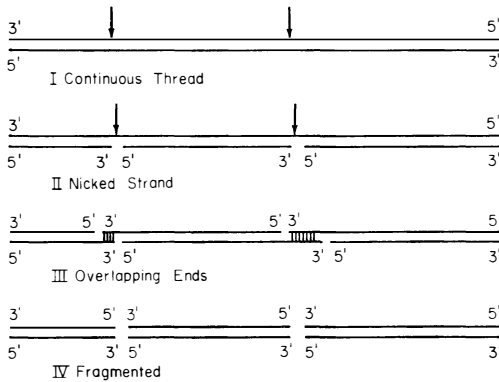 3' 5'
5' 3'
I Continuous Thread
3' 5'
5' 3' 5' 3' 5' 3'
II Nicked Strand
3' 5' 3' 5' 3' 5'
5' 3' 5' 3' 5' 3'
III Overlapping Ends
3' 5' 3' 5' 3' 5'
5' 3' 5' 3' 5' 3'
IV Fragmented